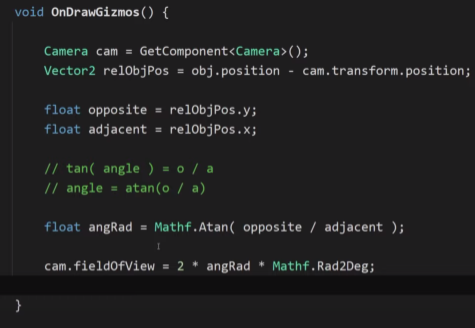 void OnDrawGizmos() {
Camera cam = GetComponent<Camera>();
Vector2 relObjPos = obj.position - cam.transform.position;
float opposite = relObjPos.y;
float adjacent = relObjPos.x;
// tan( angle ) = o / a
// angle = atan(o / a)
float angRad = Mathf.Atan( opposite / adjacent );
cam.fieldOfView = 2 * angRad * Mathf.Rad2Deg;
}